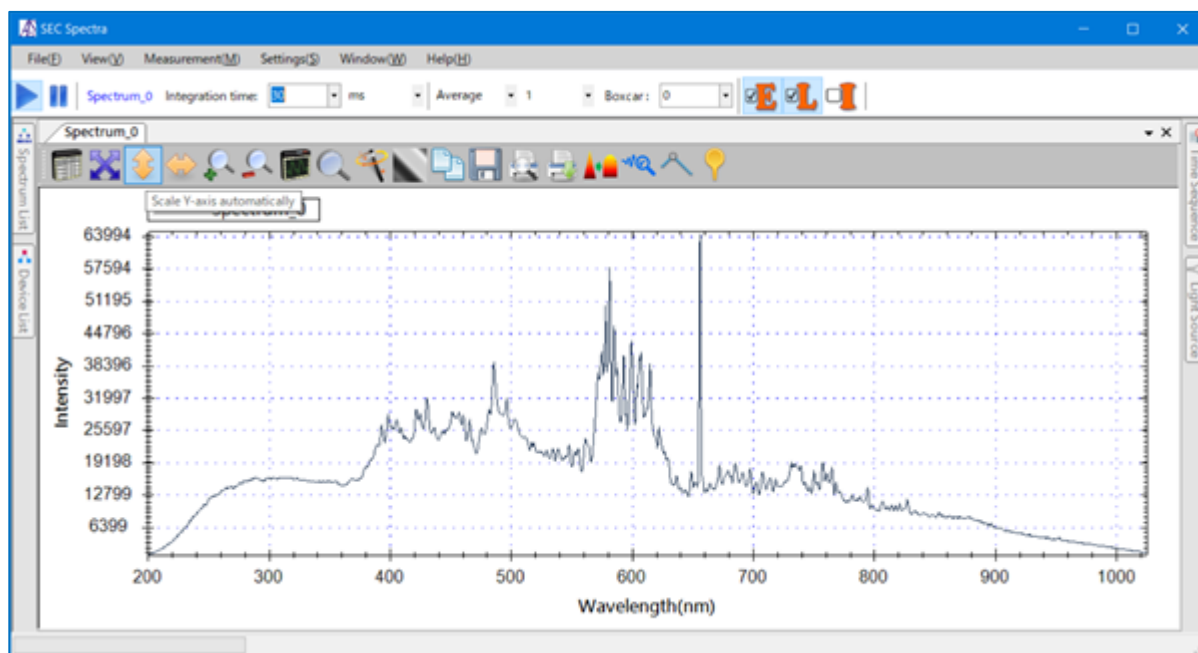 SEC Spectra
File(F) View(V) Measurement(M) Settings(S) Window(W) Help(H)
Spectrum_0 Integration time: 30 ms Average 1 Boxcar: 0 E L I
Spectrum_0
Spectrum List
Device List
Time Sequence
Light Source
Scale Y-axis automatically
Spectrum_0
63994
57594
51195
44796
38396
31997
25597
19198
12799
6399
Intensity
200 300 400 500 600 700 800 900 1000
Wavelength(nm)